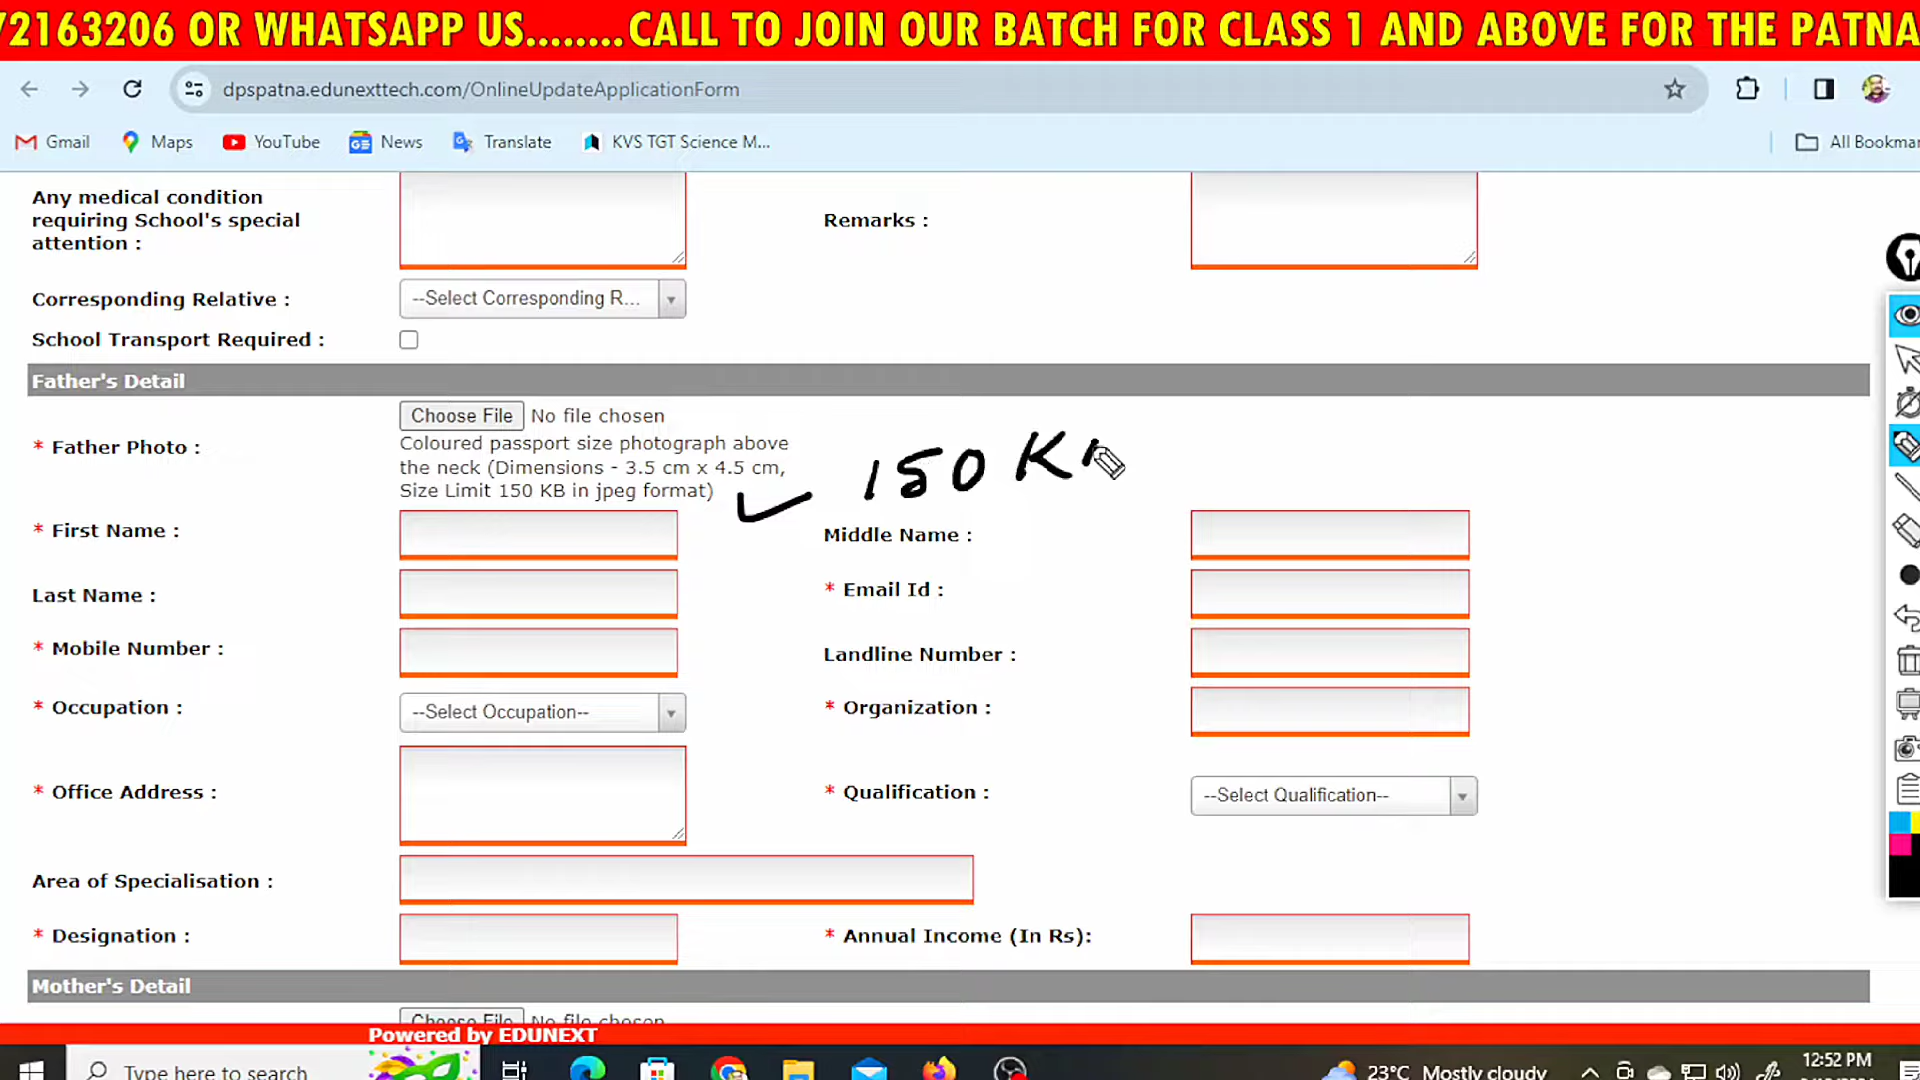 /2163206 OR WHATSAPP US........CALL TO JOIN OUR BATCH FOR CLASS 1 AND ABOVE FOR THE PATNA
dpspatna.edunexttech.com/OnlineUpdateApplicationForm
Gmail Maps YouTube News Translate KVS TGT Science M... All Bookmar
Any medical condition
requiring School's special
attention :
Remarks :
Corresponding Relative : --Select Corresponding R...
School Transport Required :
Father's Detail
Choose File No file chosen
* Father Photo :
Coloured passport size photograph above
the neck (Dimensions - 3.5 cm x 4.5 cm,
Size Limit 150 KB in jpeg format)
150 K
* First Name : Middle Name :
Last Name : * Email Id :
* Mobile Number : Landline Number :
* Occupation : --Select Occupation-- * Organization :
* Office Address : * Qualification : --Select Qualification--
Area of Specialisation :
* Designation : * Annual Income (In Rs):
Mother's Detail
Choose File No file chosen
Powered by EDUNEXT
Type here to search 23°C Mostly cloudy 12:52 PM